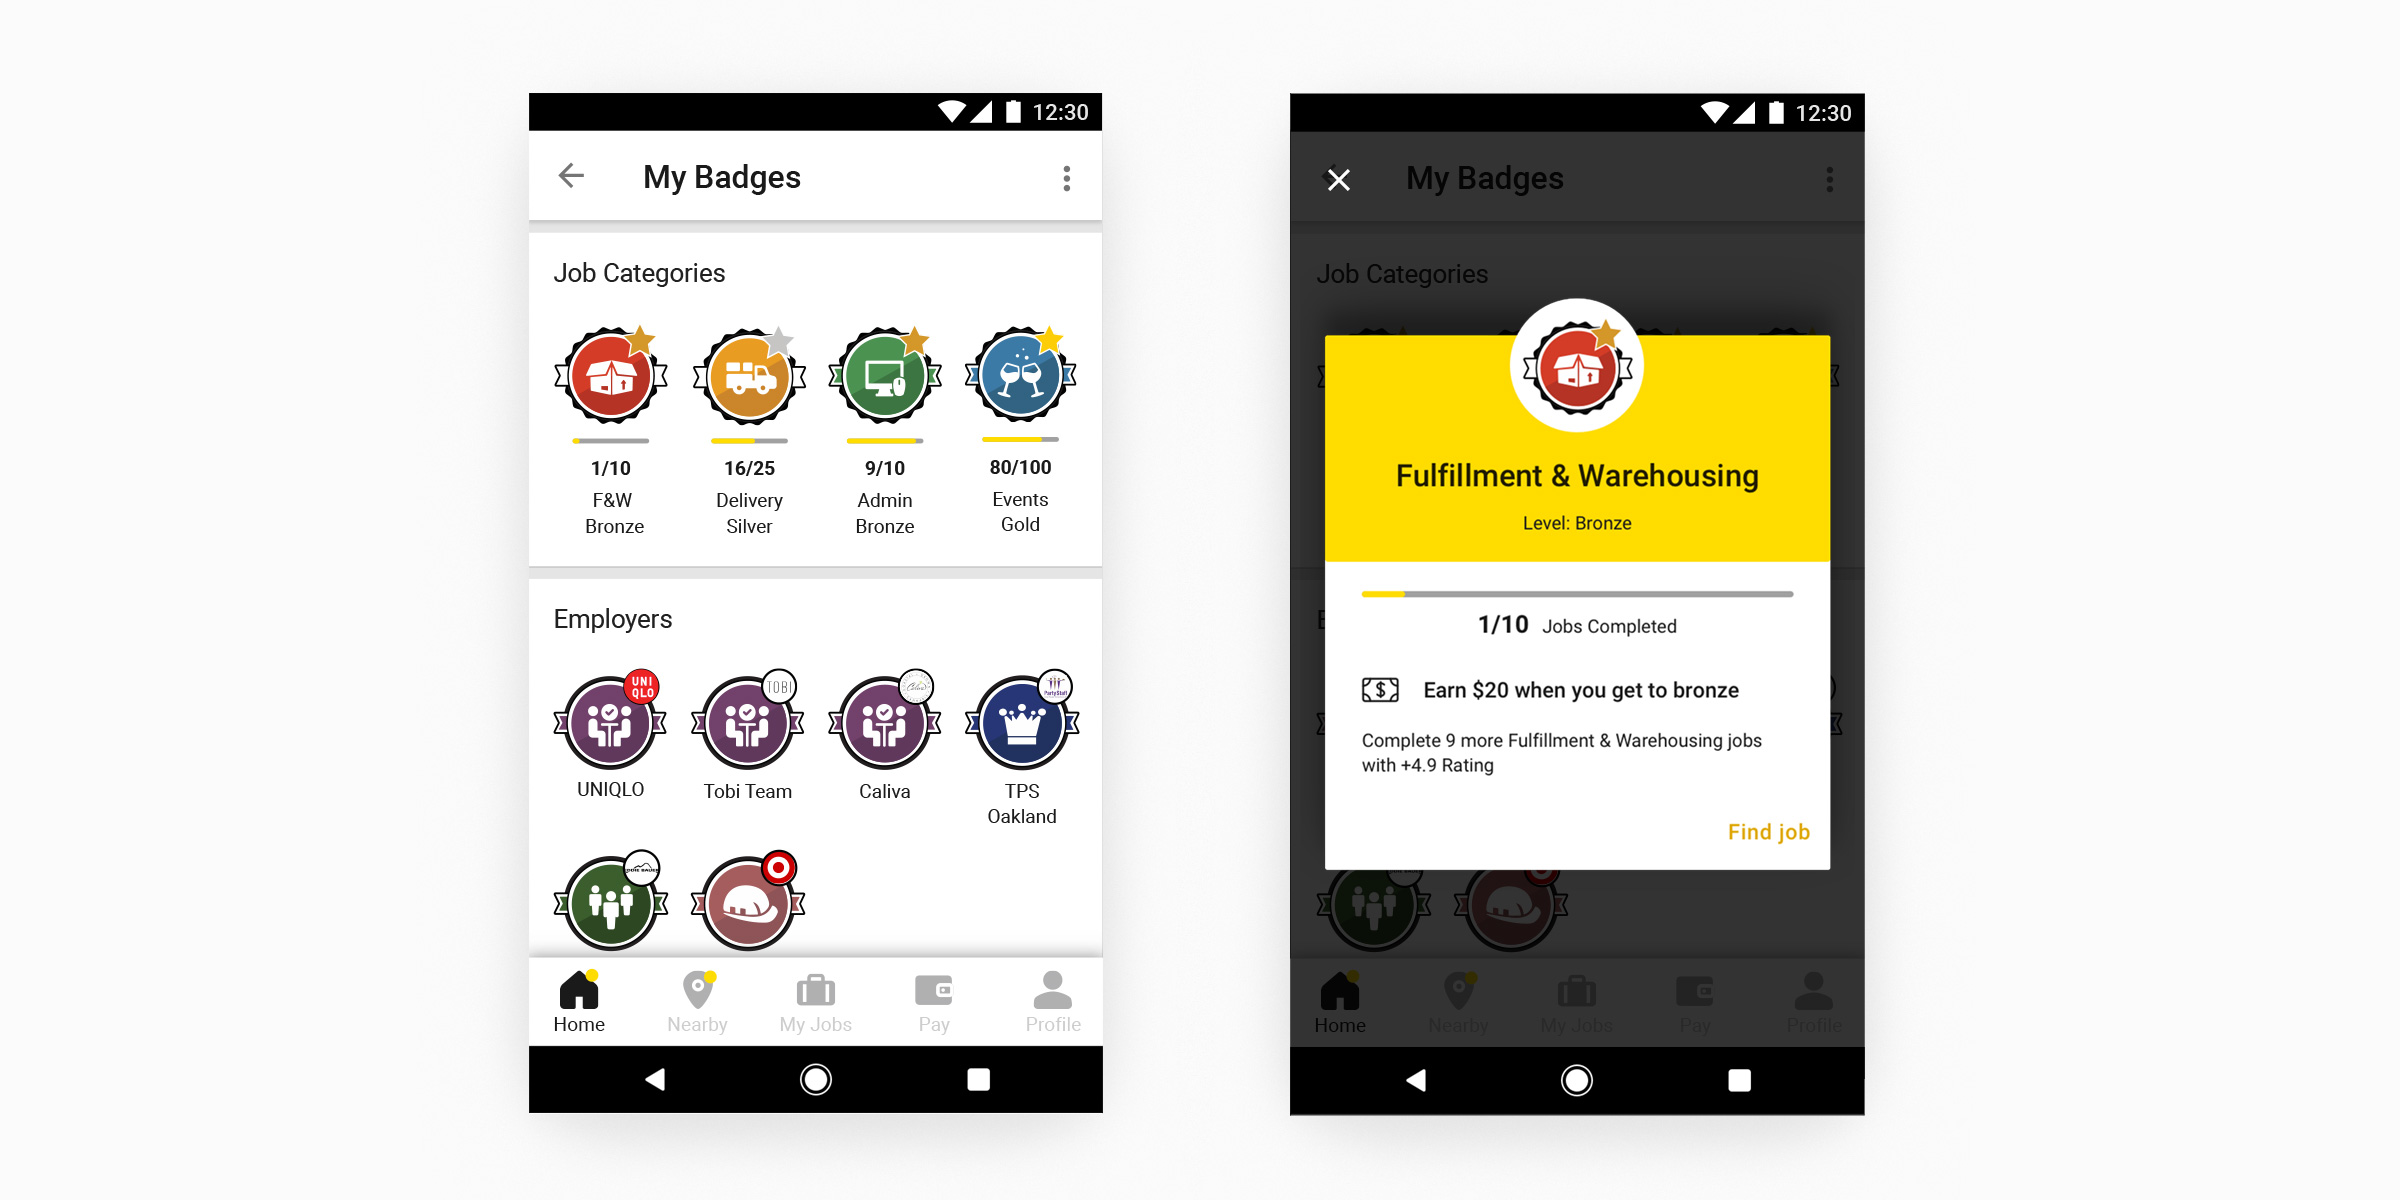 12:30
My Badges
Job Categories
1/10
F&W
Bronze
16/25
Delivery
Silver
9/10
Admin
Bronze
80/100
Events
Gold
Employers
UNI
QLO
TOBI
Caliva
PartyStaff
UNIQLO
Tobi Team
Caliva
TPS
Oakland
Home
Nearby
My Jobs
Pay
Profile
12:30
My Badges
Job Categories
Fulfillment & Warehousing
Level: Bronze
1/10 Jobs Completed
Earn $20 when you get to bronze
Complete 9 more Fulfillment & Warehousing jobs
with +4.9 Rating
Find job
Home
Nearby
My Jobs
Pay
Profile